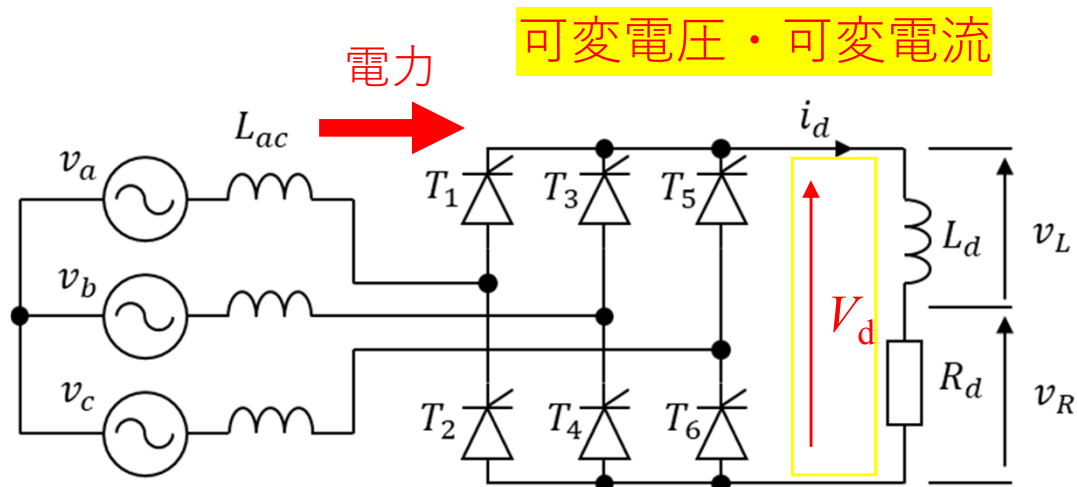 可変電圧・可変電流
電力
i_d
L_ac
v_a
T_1
T_3
T_5
L_d
v_L
v_b
V_d
R_d
v_R
v_c
T_2
T_4
T_6